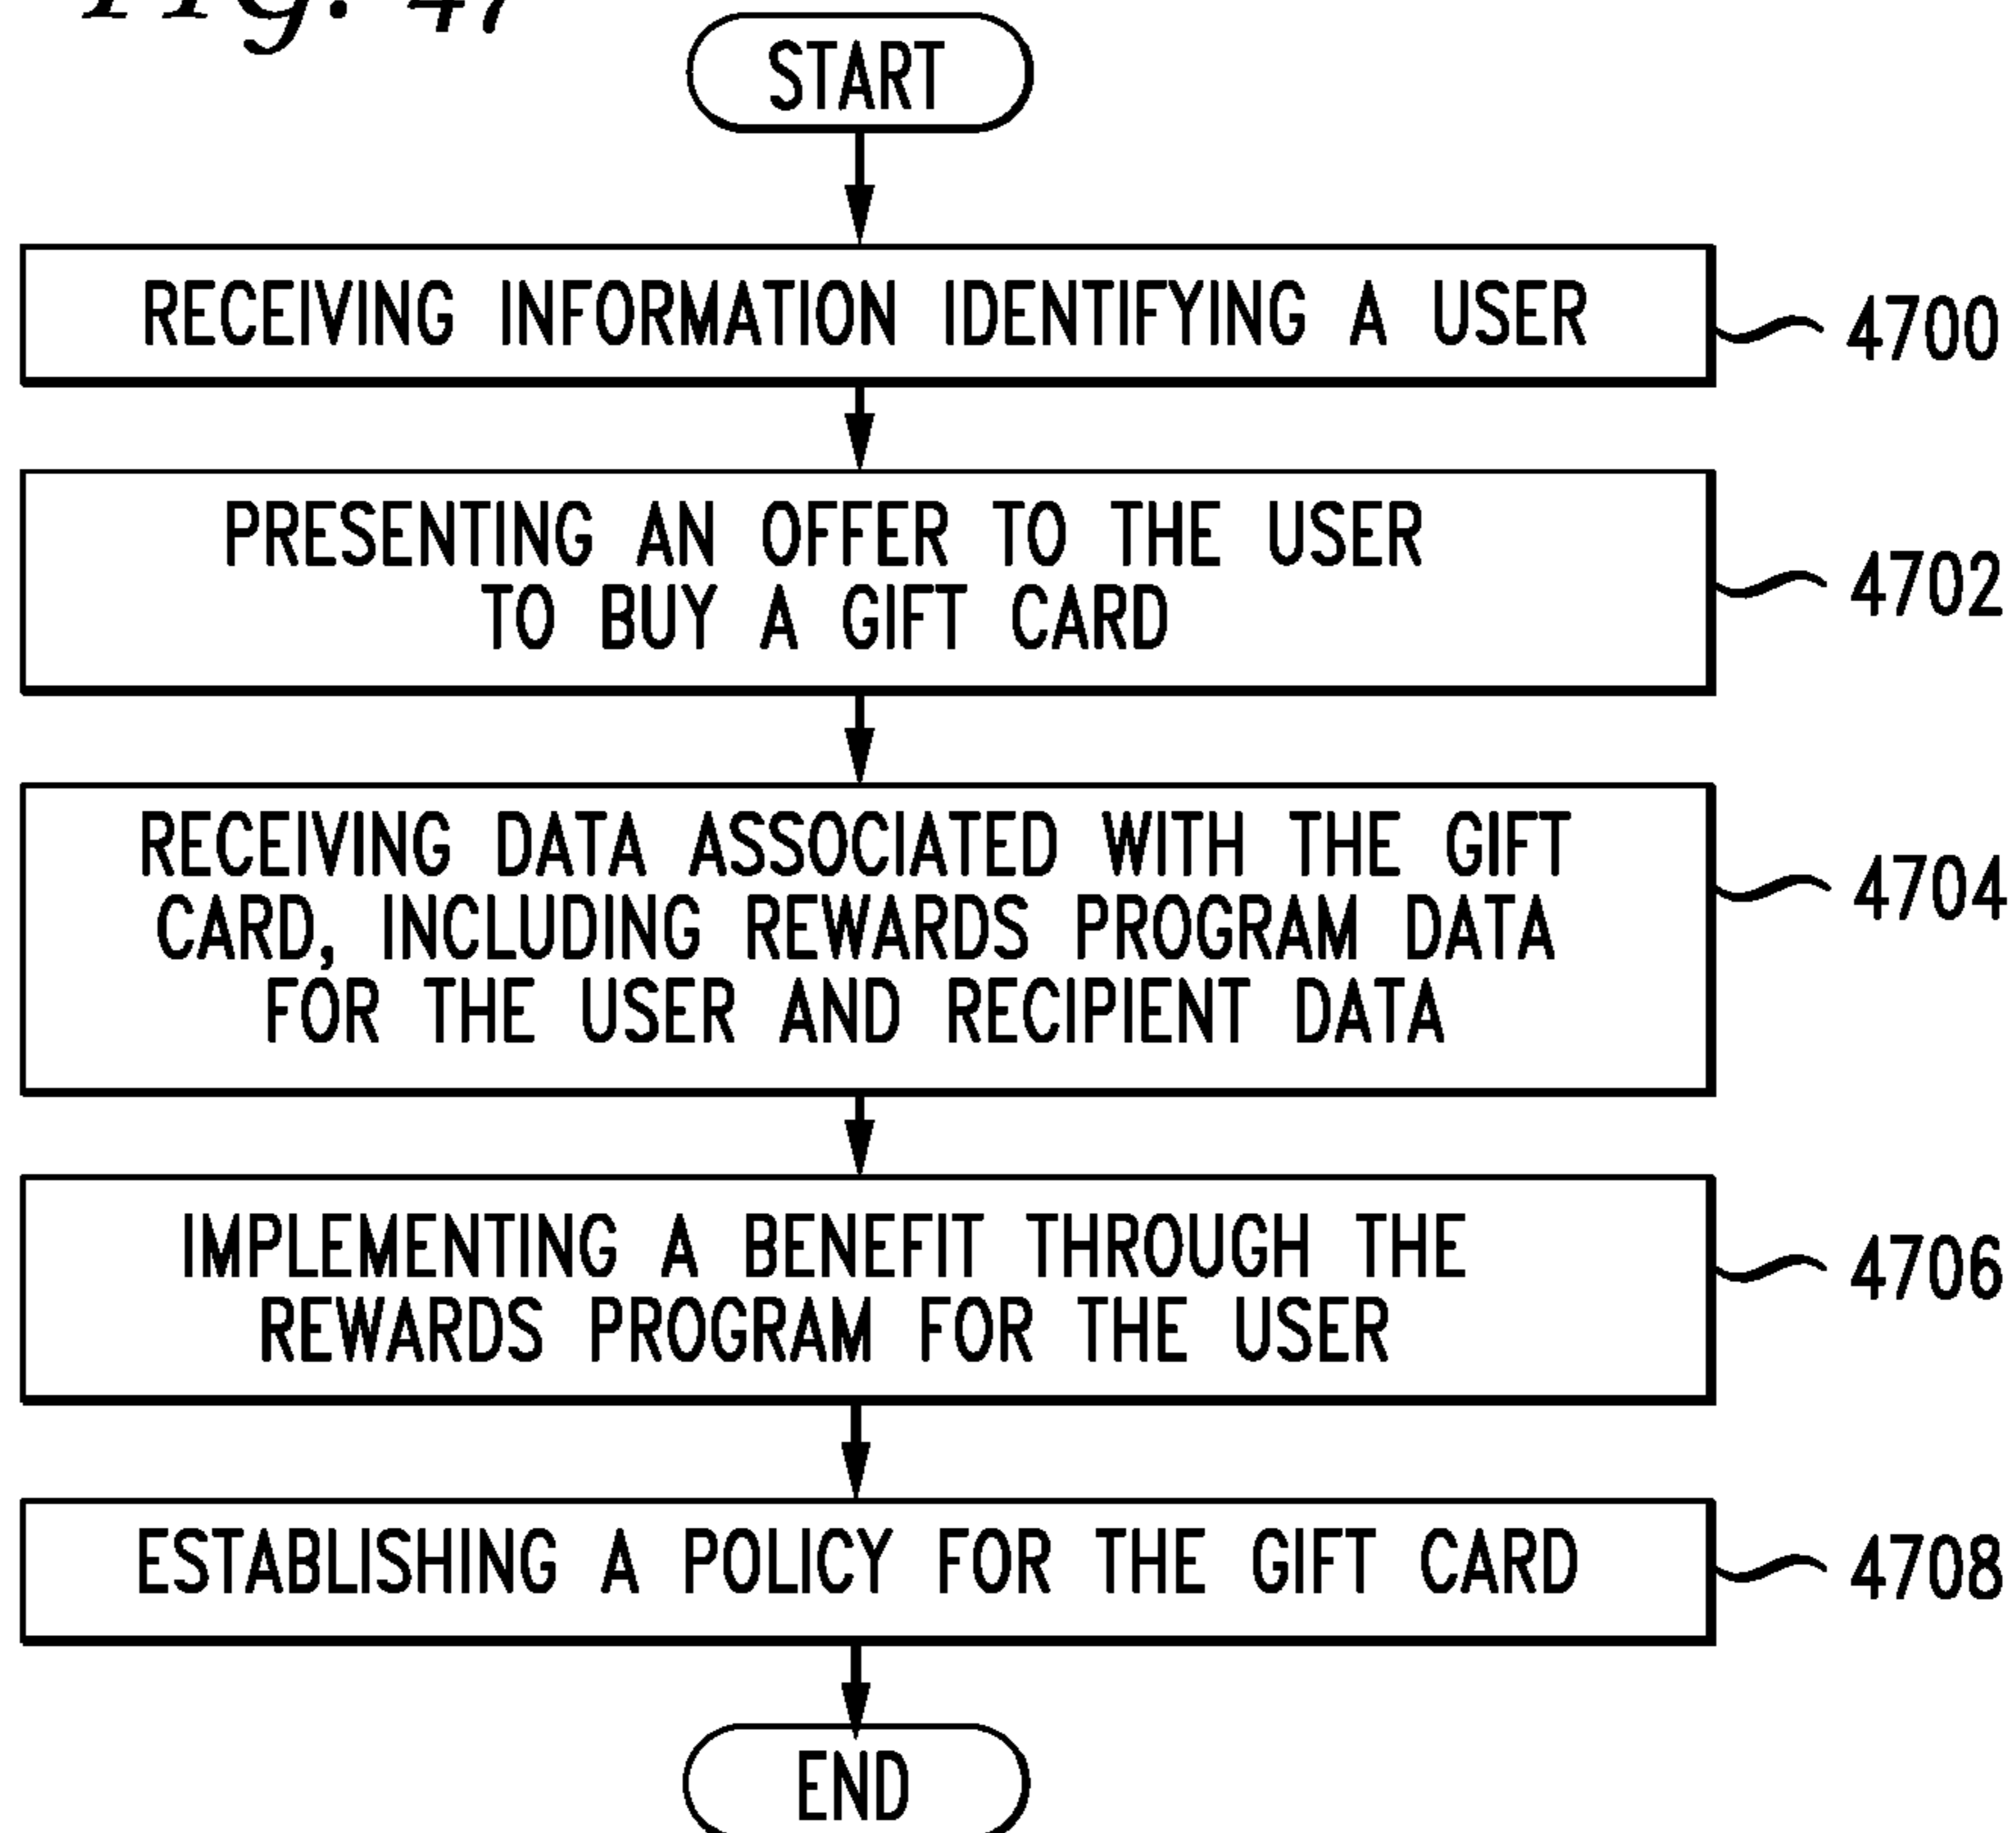 Fig. 47
START
RECEIVING INFORMATION IDENTIFYING A USER
4700
PRESENTING AN OFFER TO THE USER
TO BUY A GIFT CARD
4702
RECEIVING DATA ASSOCIATED WITH THE GIFT
CARD, INCLUDING REWARDS PROGRAM DATA
FOR THE USER AND RECIPIENT DATA
4704
IMPLEMENTING A BENEFIT THROUGH THE
REWARDS PROGRAM FOR THE USER
4706
ESTABLISHING A POLICY FOR THE GIFT CARD
4708
END